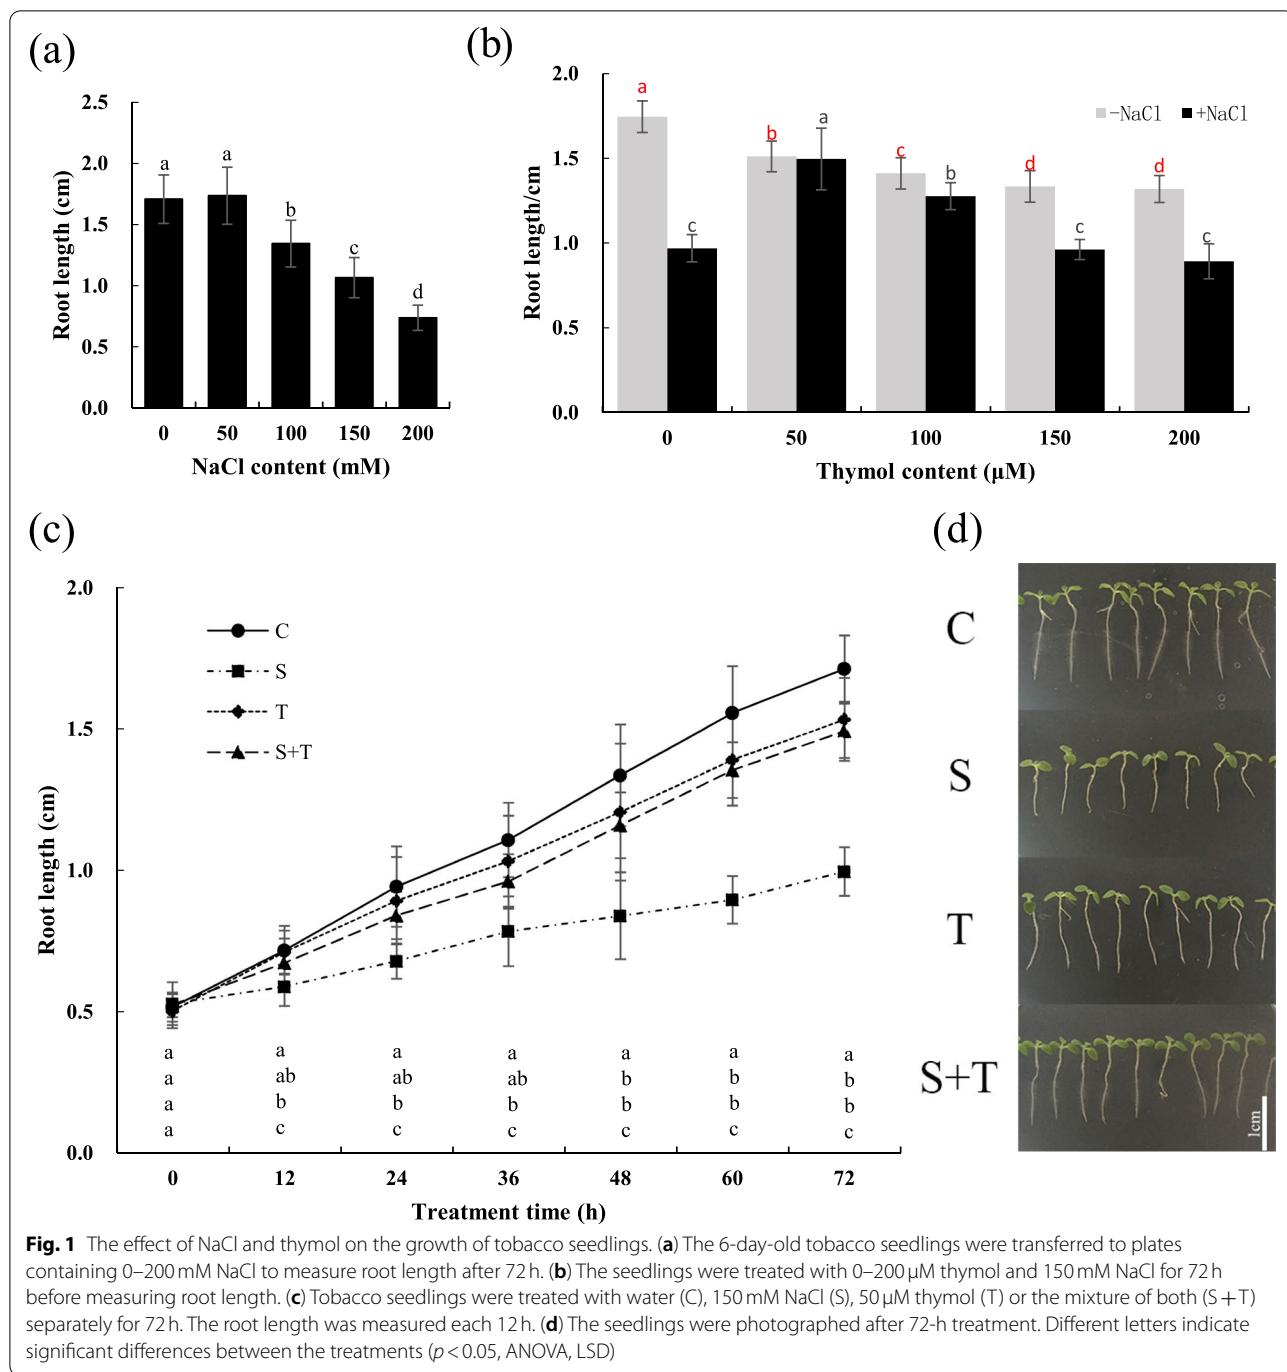 (a)
2.5
2.0
1.5
1.0
0.5
0.0
Root length (cm)
a
a
b
c
d
0 50 100 150 200
NaCl content (mM)
(b)
2.0
1.5
1.0
0.5
0.0
Root length/cm
-NaCl +NaCl
a
c
b
a
c
b
d
c
d
c
0 50 100 150 200
Thymol content (μM)
(c)
2.0
1.5
1.0
0.5
0.0
Root length (cm)
C
S
T
S+T
a a a a a a a
a ab ab ab b b b
a b b b b b b
a c c c c c c
0 12 24 36 48 60 72
Treatment time (h)
(d)
C
S
T
S+T
1cm
Fig. 1 The effect of NaCl and thymol on the growth of tobacco seedlings. (a) The 6-day-old tobacco seedlings were transferred to plates
containing 0–200 mM NaCl to measure root length after 72 h. (b) The seedlings were treated with 0–200 μM thymol and 150 mM NaCl for 72 h
before measuring root length. (c) Tobacco seedlings were treated with water (C), 150 mM NaCl (S), 50 μM thymol (T) or the mixture of both (S + T)
separately for 72 h. The root length was measured each 12 h. (d) The seedlings were photographed after 72-h treatment. Different letters indicate
significant differences between the treatments (p < 0.05, ANOVA, LSD)